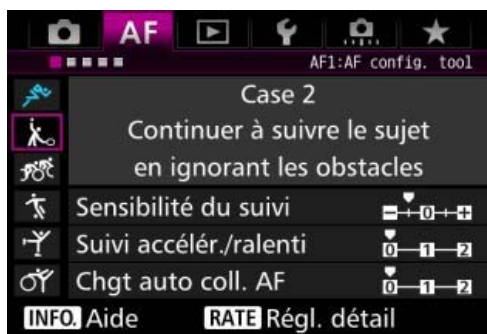 AF
AF1:AF config. tool
Case 2
Continuer à suivre le sujet
en ignorant les obstacles
Sensibilité du suivi
-0+
Suivi accélér./ralenti
0 1 2
Chgt auto coll. AF
0 1 2
INFO. Aide RATE Régl. détail